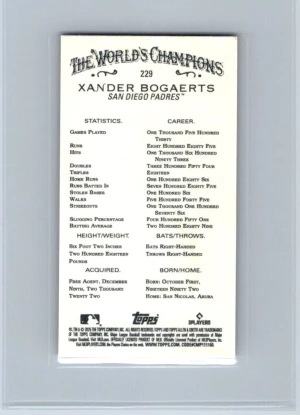 THE WORLD'S CHAMPIONS
229
XANDER BOGAERTS
SAN DIEGO PADRES™
STATISTICS. CAREER.
GAMES PLAYED ONE THOUSAND FIVE HUNDRED
THIRTY
RUNS EIGHT HUNDRED EIGHTY FIVE
HITS ONE THOUSAND SIX HUNDRED
NINETY THREE
DOUBLES THREE HUNDRED FIFTY FOUR
TRIPLES EIGHTEEN
HOME RUNS ONE HUNDRED EIGHTY SIX
RUNS BATTED IN SEVEN HUNDRED EIGHTY FIVE
STOLEN BASES ONE HUNDRED SIX
WALKS FIVE HUNDRED FORTY FIVE
STRIKEOUTS ONE THOUSAND ONE HUNDRED
SEVENTY SIX
SLUGGING PERCENTAGE FOUR HUNDRED FIFTY ONE
BATTING AVERAGE TWO HUNDRED EIGHTY NINE
HEIGHT/WEIGHT. BATS/THROWS.
SIX FOOT TWO INCHES BATS RIGHT-HANDED
TWO HUNDRED EIGHTEEN THROWS RIGHT-HANDED
POUNDS
ACQUIRED. BORN/HOME.
FREE AGENT, DECEMBER BORN: OCTOBER FIRST,
NINTH, TWO THOUSAND NINETEEN NINETY TWO
TWENTY TWO HOME: SAN NICOLAS, ARUBA
topps PLAYERS